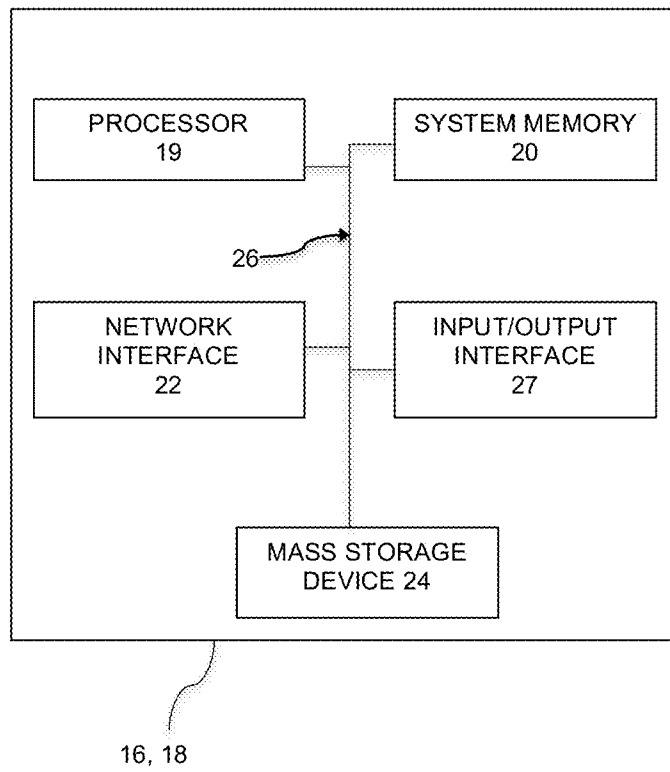 PROCESSOR
19
SYSTEM MEMORY
20
26
NETWORK
INTERFACE
22
INPUT/OUTPUT
INTERFACE
27
MASS STORAGE
DEVICE 24
16, 18